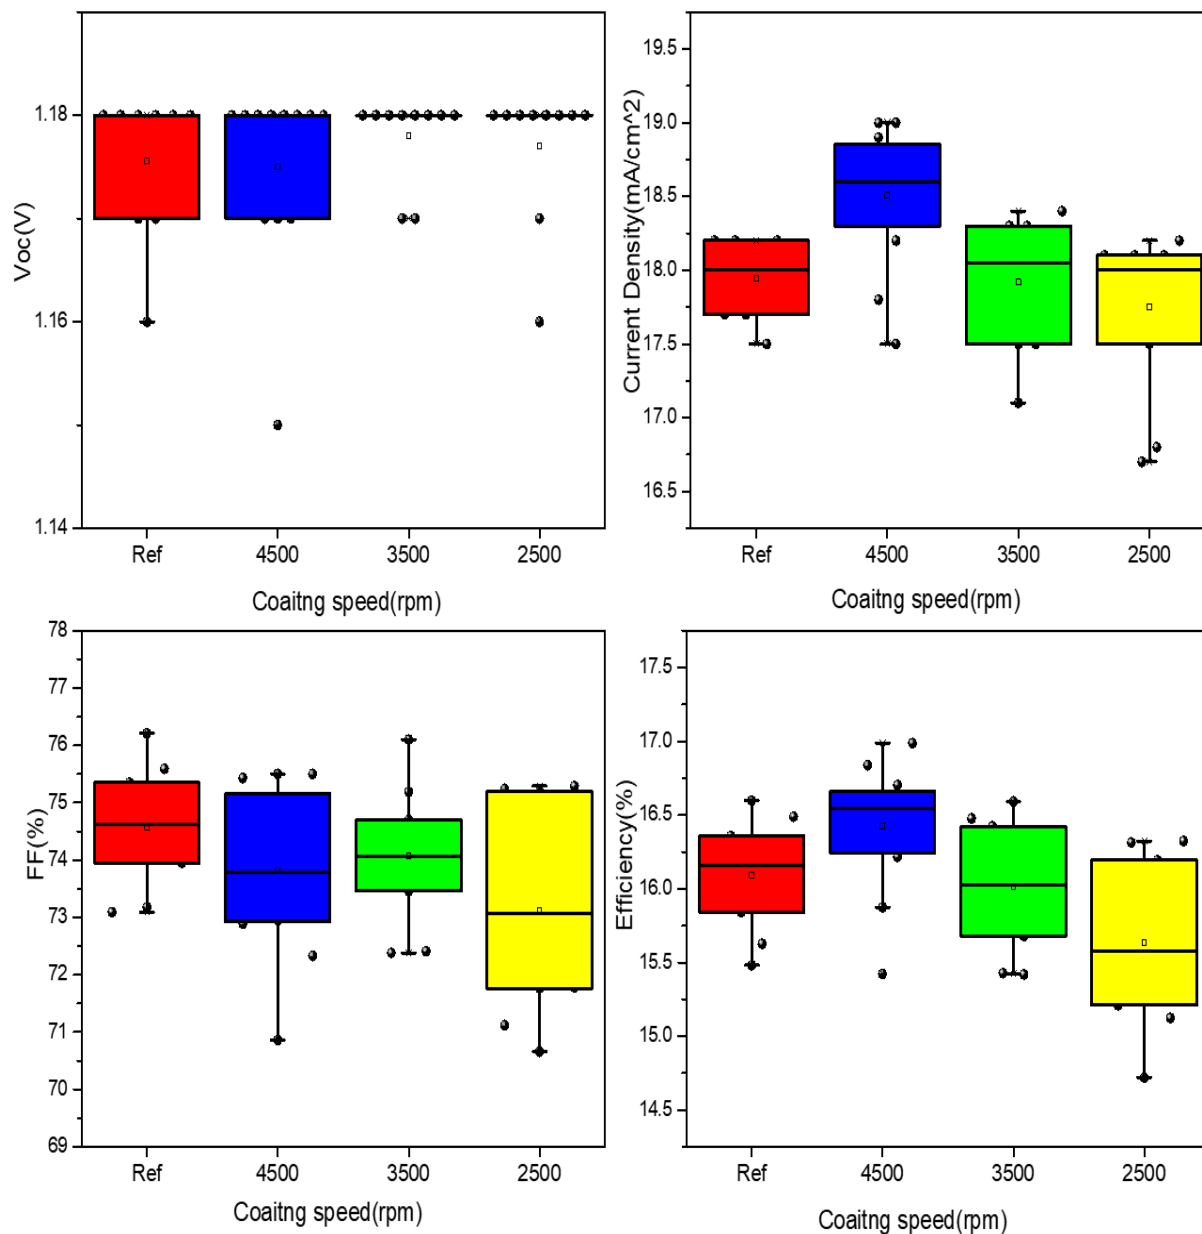 Voc(V)
1.18
1.16
1.14
Ref 4500 3500 2500
Coaitng speed(rpm)
Current Density(mA/cm^2)
19.5
19.0
18.5
18.0
17.5
17.0
16.5
Ref 4500 3500 2500
Coaitng speed(rpm)
FF(%)
78
77
76
75
74
73
72
71
70
69
Ref 4500 3500 2500
Coaitng speed(rpm)
Efficiency(%)
17.5
17.0
16.5
16.0
15.5
15.0
14.5
Ref 4500 3500 2500
Coaitng speed(rpm)